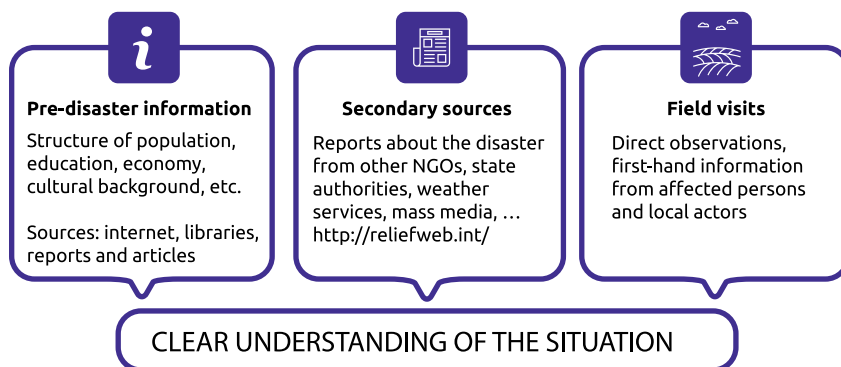 Pre-disaster information
Structure of population,
education, economy,
cultural background, etc.
Sources: internet, libraries,
reports and articles
Secondary sources
Reports about the disaster
from other NGOs, state
authorities, weather
services, mass media, …
http://reliefweb.int/
Field visits
Direct observations,
first-hand information
from affected persons
and local actors
CLEAR UNDERSTANDING OF THE SITUATION